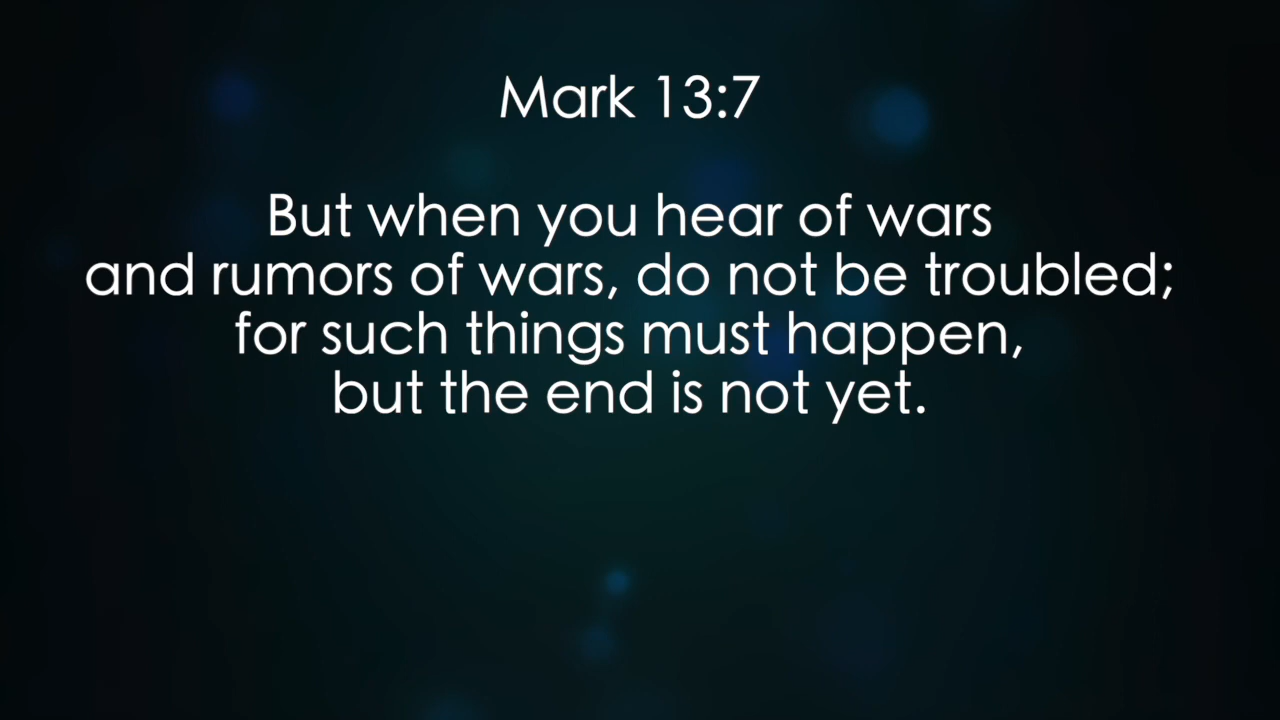 Mark 13:7
But when you hear of wars
and rumors of wars, do not be troubled;
for such things must happen,
but the end is not yet.